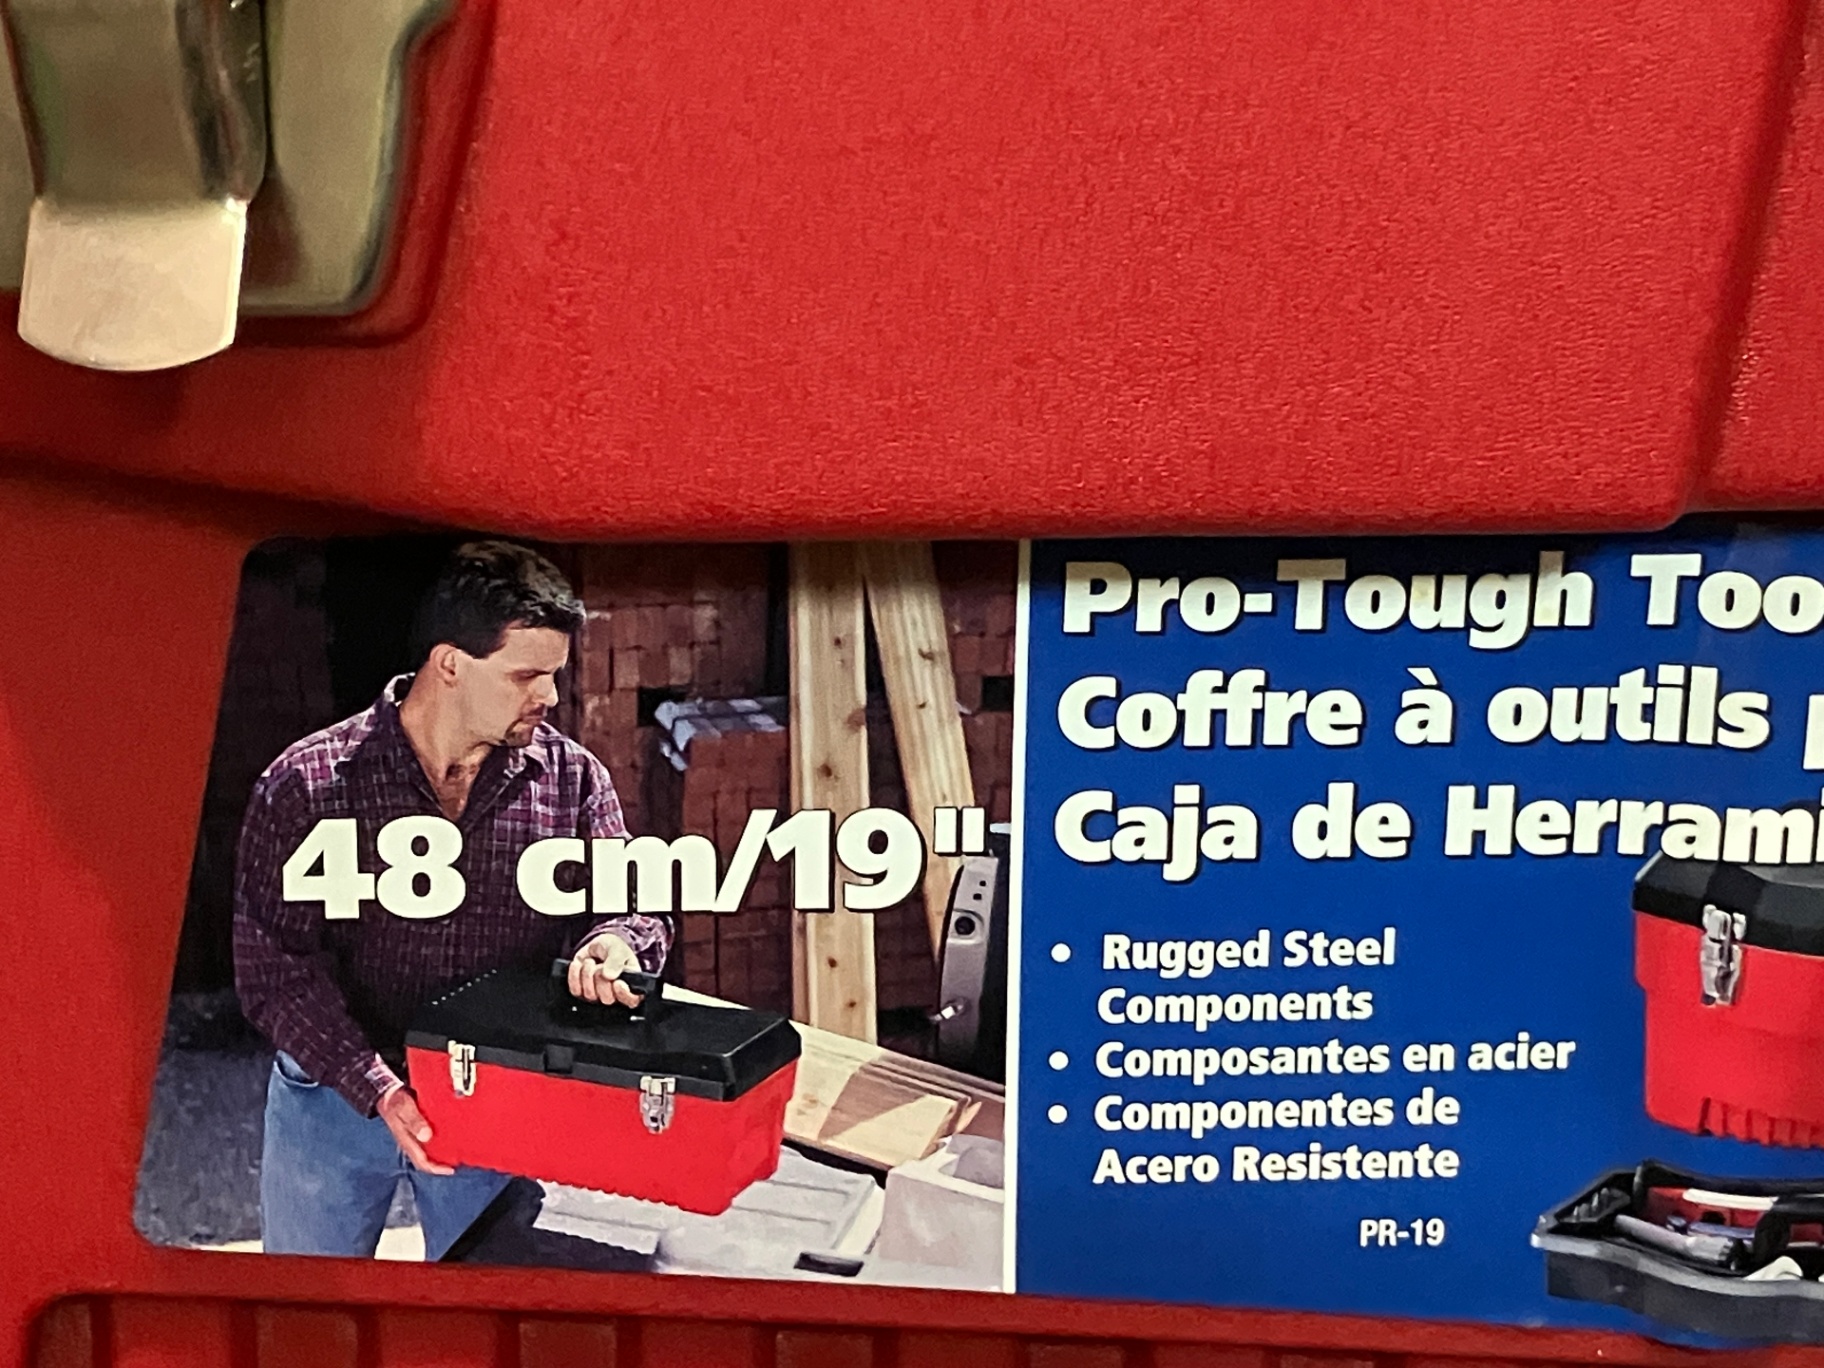 48 cm/19"
Pro-Tough Too
Coffre à outils
Caja de Herrami
• Rugged Steel
Components
• Composantes en acier
• Componentes de
Acero Resistente
PR-19